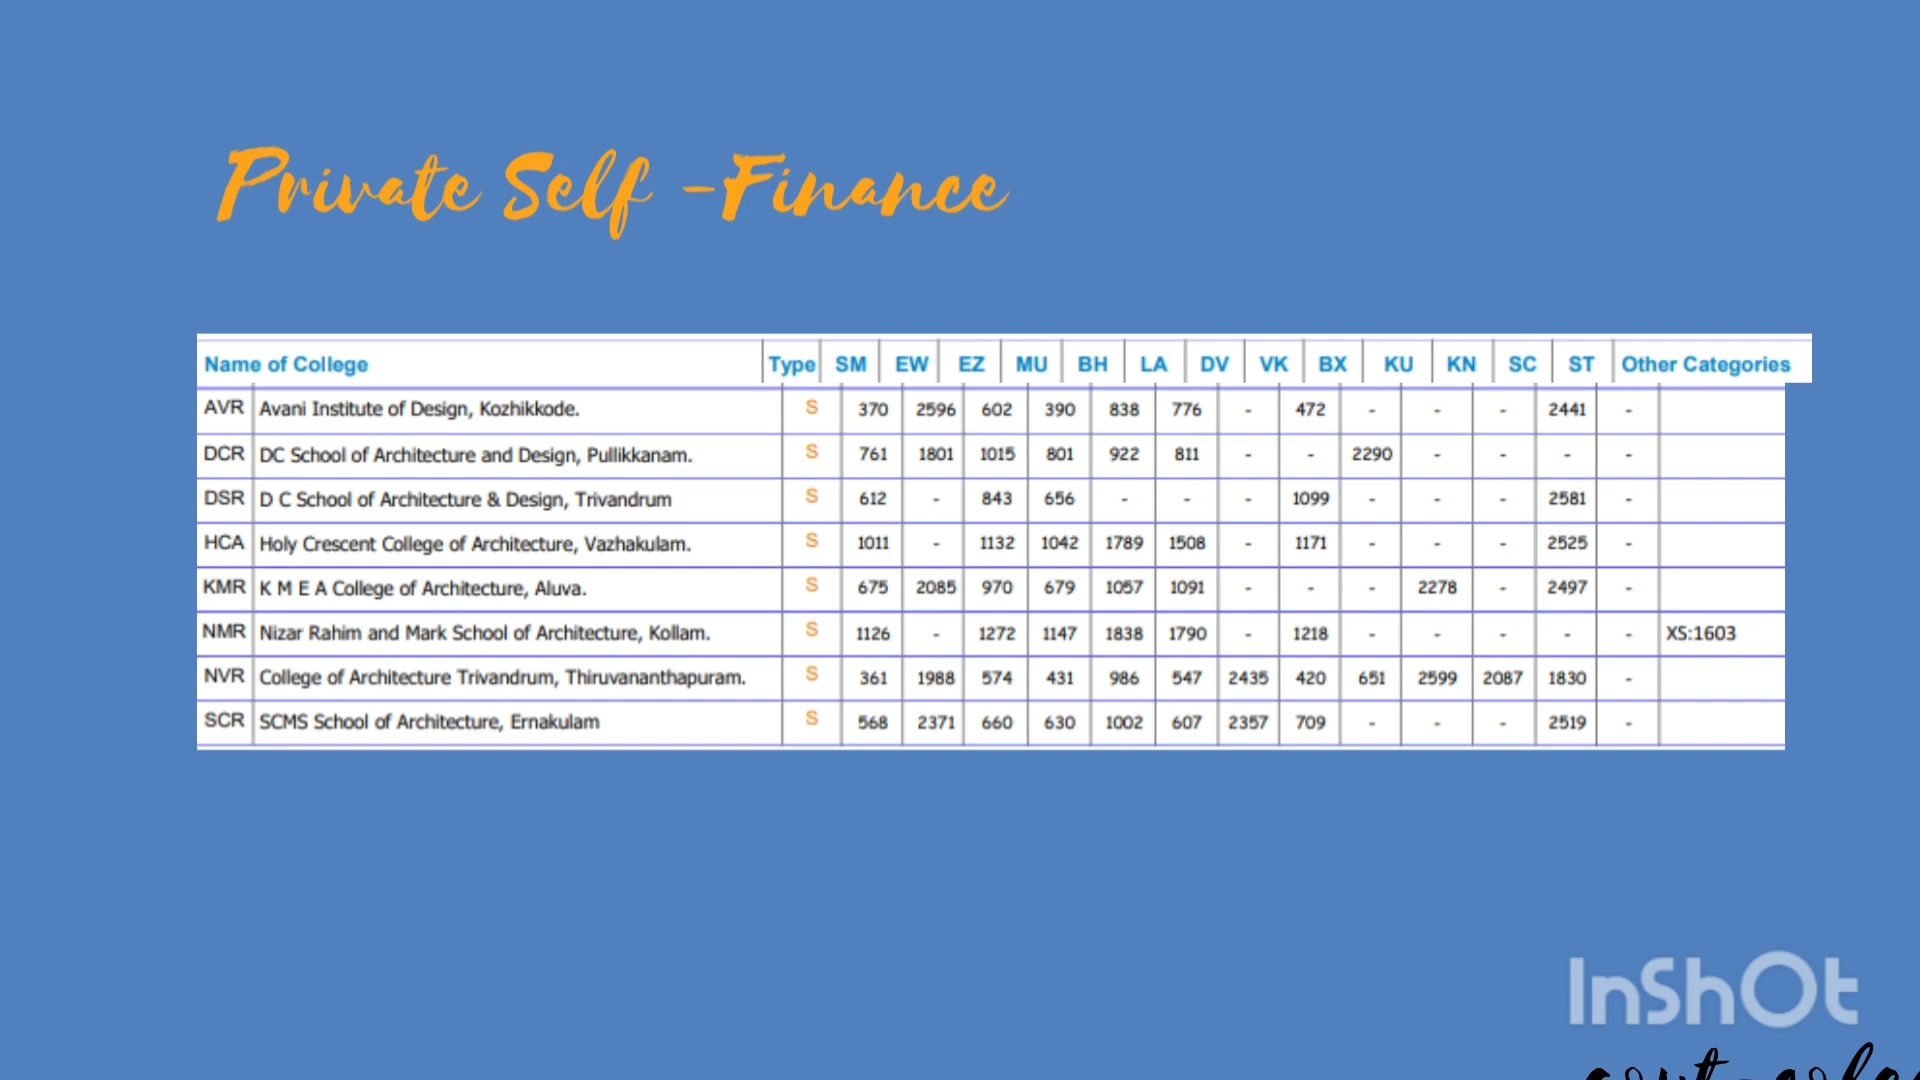 Private Self -Finance
Name of College Type SM EW EZ MU BH LA DV VK BX KU KN SC ST Other Categories
AVR Avani Institute of Design, Kozhikkode. S 370 2596 602 390 838 776 - 472 - - - 2441 -
DCR DC School of Architecture and Design, Pullikkanam. S 761 1801 1015 801 922 811 - - 2290 - - - -
DSR D C School of Architecture & Design, Trivandrum S 612 - 843 656 - - - 1099 - - - 2581 -
HCA Holy Crescent College of Architecture, Vazhakulam. S 1011 - 1132 1042 1789 1508 - 1171 - - - 2525 -
KMR K M E A College of Architecture, Aluva. S 675 2085 970 679 1057 1091 - - - 2278 - 2497 -
NMR Nizar Rahim and Mark School of Architecture, Kollam. S 1126 - 1272 1147 1838 1790 - 1218 - - - - - XS:1603
NVR College of Architecture Trivandrum, Thiruvananthapuram. S 361 1988 574 431 986 547 2435 420 651 2599 2087 1830 -
SCR SCMS School of Architecture, Ernakulam S 568 2371 660 630 1002 607 2357 709 - - - 2519 -
InShOt